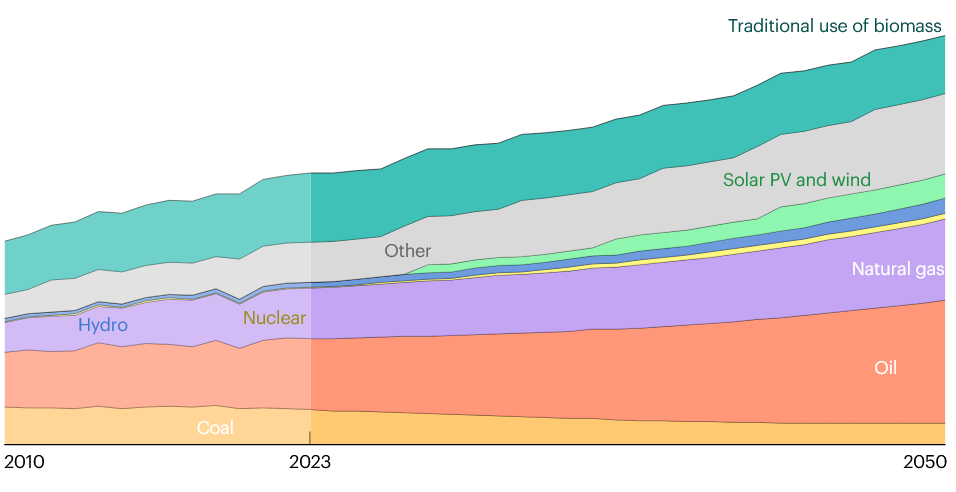 Traditional use of biomass
Solar PV and wind
Other
Natural gas
Nuclear
Hydro
Oil
Coal
2010
2023
2050